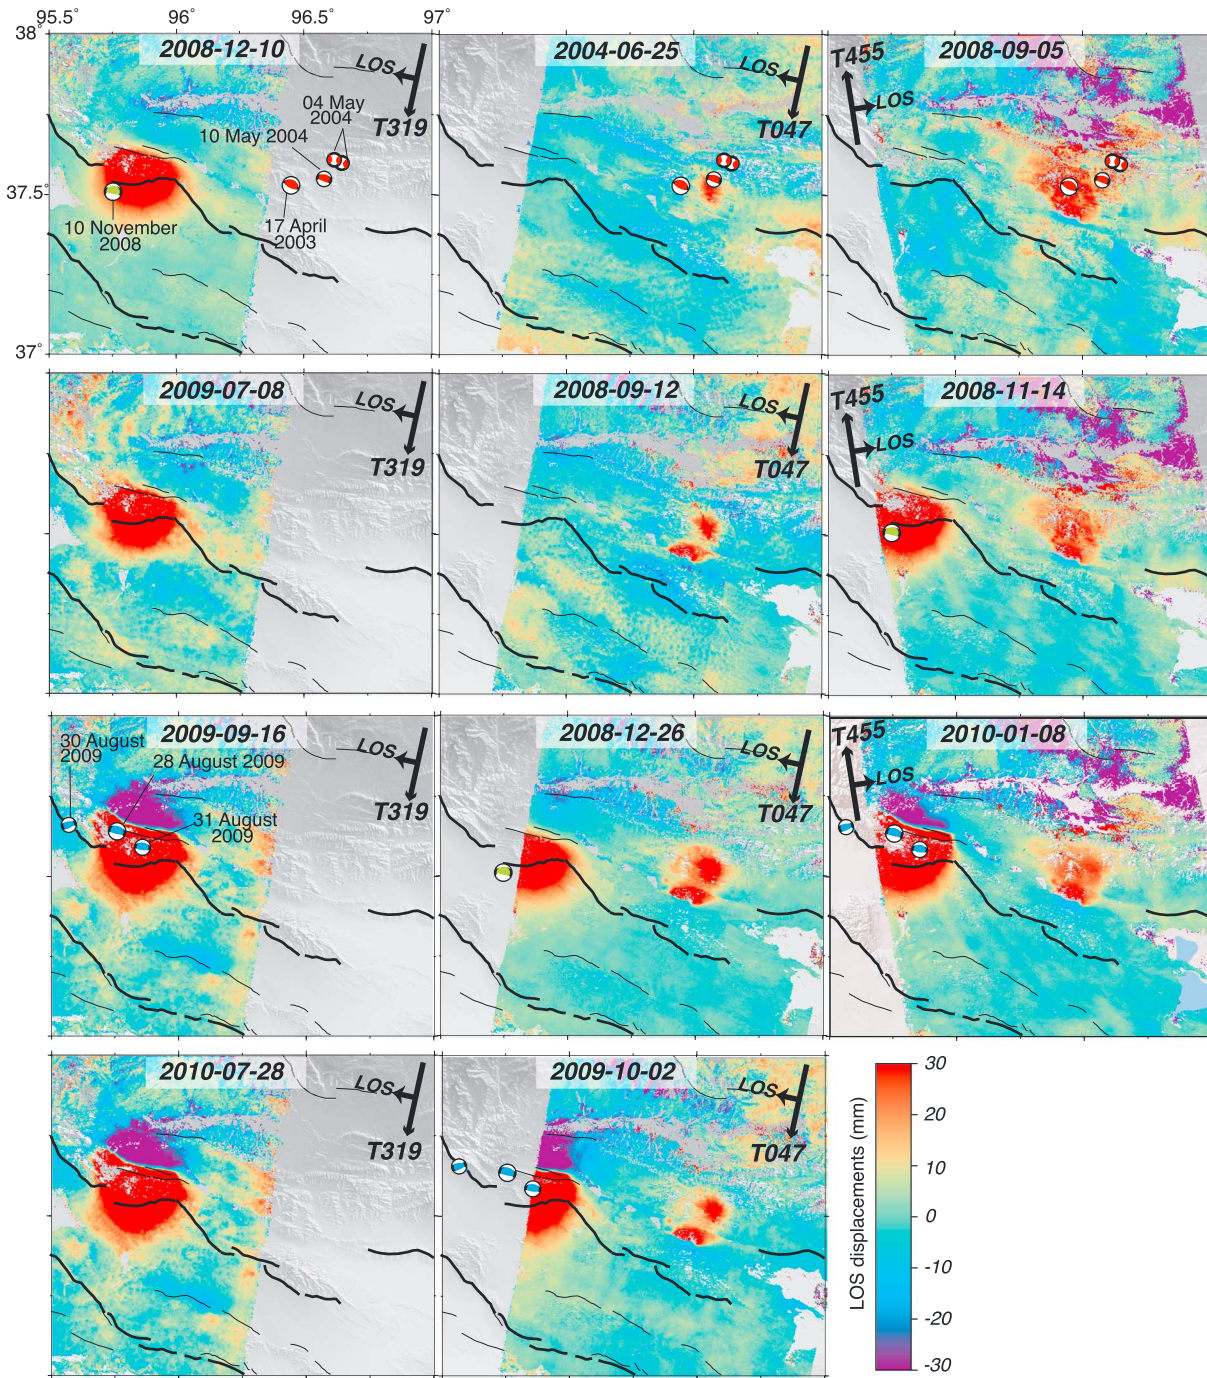 95.5° 96° 96.5° 97°
38°
37.5°
37°
2008-12-10
LOS
T319
04 May
2004
10 May 2004
17 April
2003
10 November
2008
2004-06-25
LOS
T047
2008-09-05
T455
LOS
2009-07-08
LOS
T319
2008-09-12
LOS
T047
2008-11-14
T455
LOS
2009-09-16
LOS
T319
30 August
2009
28 August 2009
31 August
2009
2008-12-26
LOS
T047
2010-01-08
T455
LOS
2010-07-28
LOS
T319
2009-10-02
LOS
T047
LOS displacements (mm)
30
20
10
0
-10
-20
-30